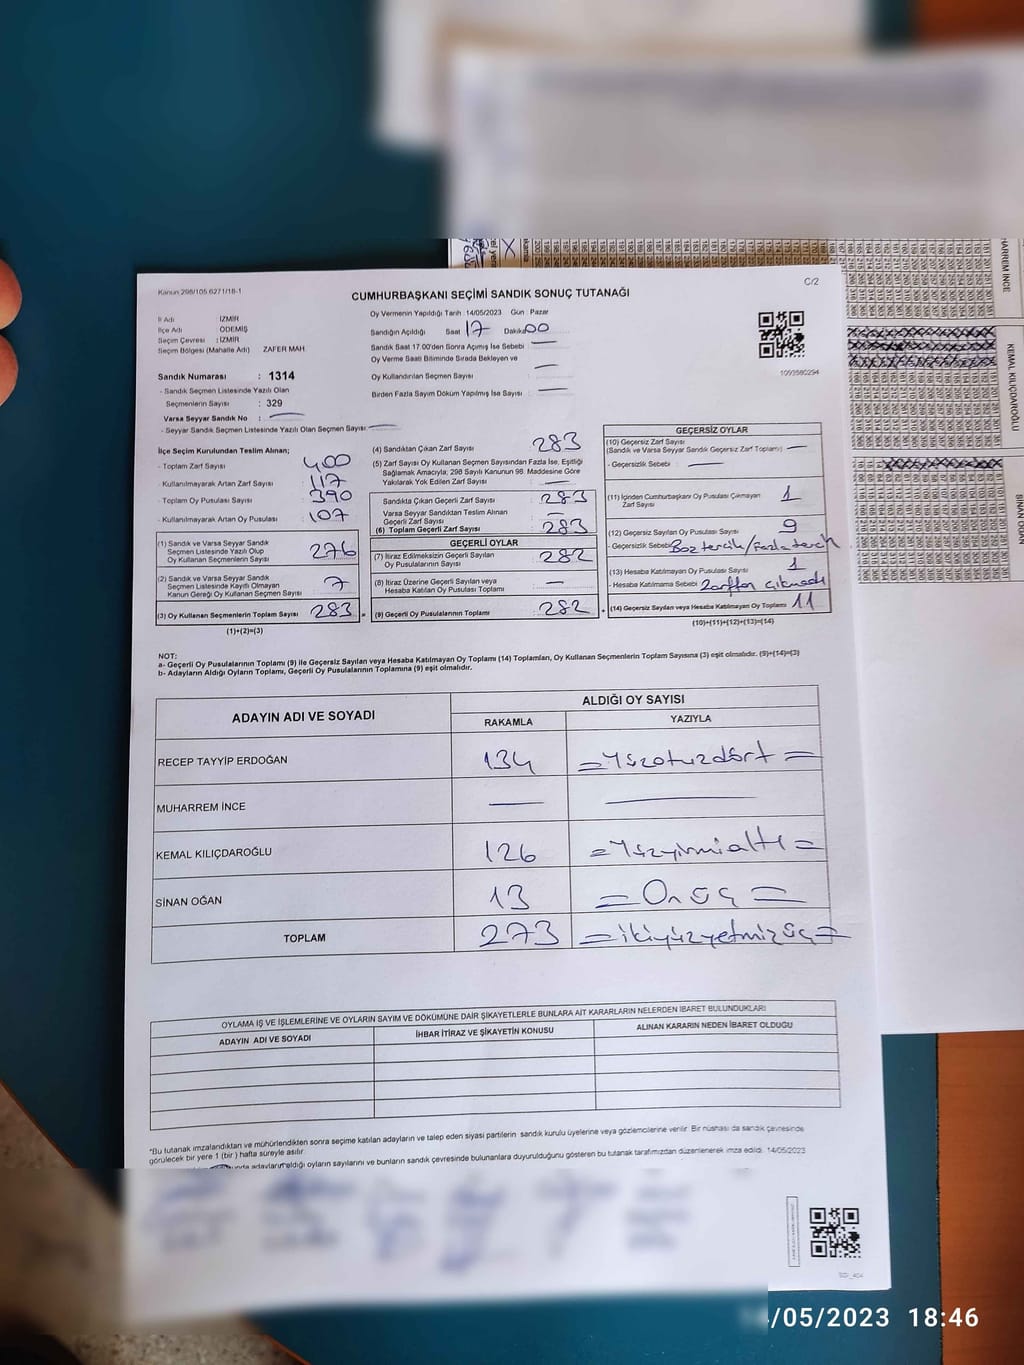 Kanun 298/105 6271/18-1
C/2
CUMHURBAŞKANI SEÇİMİ SANDIK SONUÇ TUTANAĞI
İl Adı : İZMİR
İlçe Adı : ÖDEMİŞ
Seçim Çevresi : İZMİR
Seçim Bölgesi (Mahalle Adı) ZAFER MAH.
Sandık Numarası : 1314
- Sandık Seçmen Listesinde Yazılı Olan
Seçmenlerin Sayısı : 329
Varsa Seyyar Sandık No :
- Seyyar Sandık Seçmen Listesinde Yazılı Olan Seçmen Sayısı :
Oy Vermenin Yapıldığı Tarih :14/05/2023 Gün : Pazar
Sandığın Açıldığı Saat 17 Dakika 00
Sandık Saat 17.00'den Sonra Açılmış İse Sebebi :
Oy Verme Saati Bitiminde Sırada Bekleyen ve
Oy Kullandırılan Seçmen Sayısı :
Birden Fazla Sayım Döküm Yapılmış İse Sayısı :
1093580294
İlçe Seçim Kurulundan Teslim Alınan;
- Toplam Zarf Sayısı : 400
- Kullanılmayarak Artan Zarf Sayısı : 117
- Toplam Oy Pusulası Sayısı : 390
- Kullanılmayarak Artan Oy Pusulası : 107
(1) Sandık ve Varsa Seyyar Sandık
Seçmen Listesinde Yazılı Olup
Oy Kullanan Seçmenlerin Sayısı : 276
(2) Sandık ve Varsa Seyyar Sandık
Seçmen Listesinde Kayıtlı Olmayan
Kanun Gereği Oy Kullanan Seçmen Sayısı : 7
(3) Oy Kullanan Seçmenlerin Toplam Sayısı : 283
(1)+(2)=(3)
(4) Sandıktan Çıkan Zarf Sayısı : 283
(5) Zarf Sayısı Oy Kullanan Seçmen Sayısından Fazla İse, Eşitliği
Sağlamak Amacıyla; 298 Sayılı Kanunun 98. Maddesine Göre
Yakılarak Yok Edilen Zarf Sayısı :
Sandıkta Çıkan Geçerli Zarf Sayısı : 283
Varsa Seyyar Sandıktan Teslim Alınan
Geçerli Zarf Sayısı :
(6) Toplam Geçerli Zarf Sayısı : 283
GEÇERLİ OYLAR
(7) İtiraz Edilmeksizin Geçerli Sayılan
Oy Pusulalarının Sayısı : 282
(8) İtiraz Üzerine Geçerli Sayılan veya
Hesaba Katılan Oy Pusulaları Toplamı :
(9) Geçerli Oy Pusulalarının Toplamı : 282
GEÇERSİZ OYLAR
(10) Geçersiz Zarf Sayısı
(Sandık ve Varsa Seyyar Sandık Geçersiz Zarf Toplamı) :
- Geçersizlik Sebebi :
(11) İçinden Cumhurbaşkanı Oy Pusulası Çıkmayan
Zarf Sayısı : 1
(12) Geçersiz Sayılan Oy Pusulası Sayısı : 9
- Geçersizlik Sebebi : Boş tercih / Fazla tercih
(13) Hesaba Katılmayan Oy Pusulası Sayısı : 1
- Hesaba Katılmama Sebebi : Zarftan çıkmadı
(14) Geçersiz Sayılan veya Hesaba Katılmayan Oy Toplamı : 11
(10)+(11)+(12)+(13)=(14)
NOT:
a- Geçerli Oy Pusulalarının Toplamı (9) ile Geçersiz Sayılan veya Hesaba Katılmayan Oy Toplamı (14) Toplamları, Oy Kullanan Seçmenlerin Toplam Sayısına (3) eşit olmalıdır. (9)+(14)=(3)
b- Adayların Aldığı Oyların Toplamı, Geçerli Oy Pusulalarının Toplamına (9) eşit olmalıdır.
ADAYIN ADI VE SOYADI
ALDIĞI OY SAYISI
RAKAMLA YAZIYLA
RECEP TAYYİP ERDOĞAN 134 = Yüzotuzdört =
MUHARREM İNCE
KEMAL KILIÇDAROĞLU 126 = Yüzyirmialtı =
SİNAN OĞAN 13 = On üç =
TOPLAM 273 = ikiyüzyetmişüç =
OYLAMA İŞ VE İŞLEMLERİNE VE OYLARIN SAYIM VE DÖKÜMÜNE DAİR ŞİKAYETLERLE BUNLARA AİT KARARLARIN NELERDEN İBARET BULUNDUKLARI
ADAYIN ADI VE SOYADI İHBAR İTİRAZ VE ŞİKAYETİN KONUSU ALINAN KARARIN NEDEN İBARET OLDUĞU
*Bu tutanak imzalandıktan ve mühürlendikten sonra seçime katılan adayların ve talep eden siyasi partilerin sandık kurulu üyelerine veya gözlemcilerine verilir. Bir nüshası da sandık çevresinde
görülecek bir yere 1 (bir) hafta süreyle asılır.
adayların aldığı oyların sayılarını ve bunların sandık çevresinde bulunanlara duyurulduğunu gösteren bu tutanak tarafımızdan düzenlenerek imza edildi. 14/05/2023
MUHARREM İNCE
KEMAL KILIÇDAROĞLU
SİNAN OĞAN
/05/2023 18:46